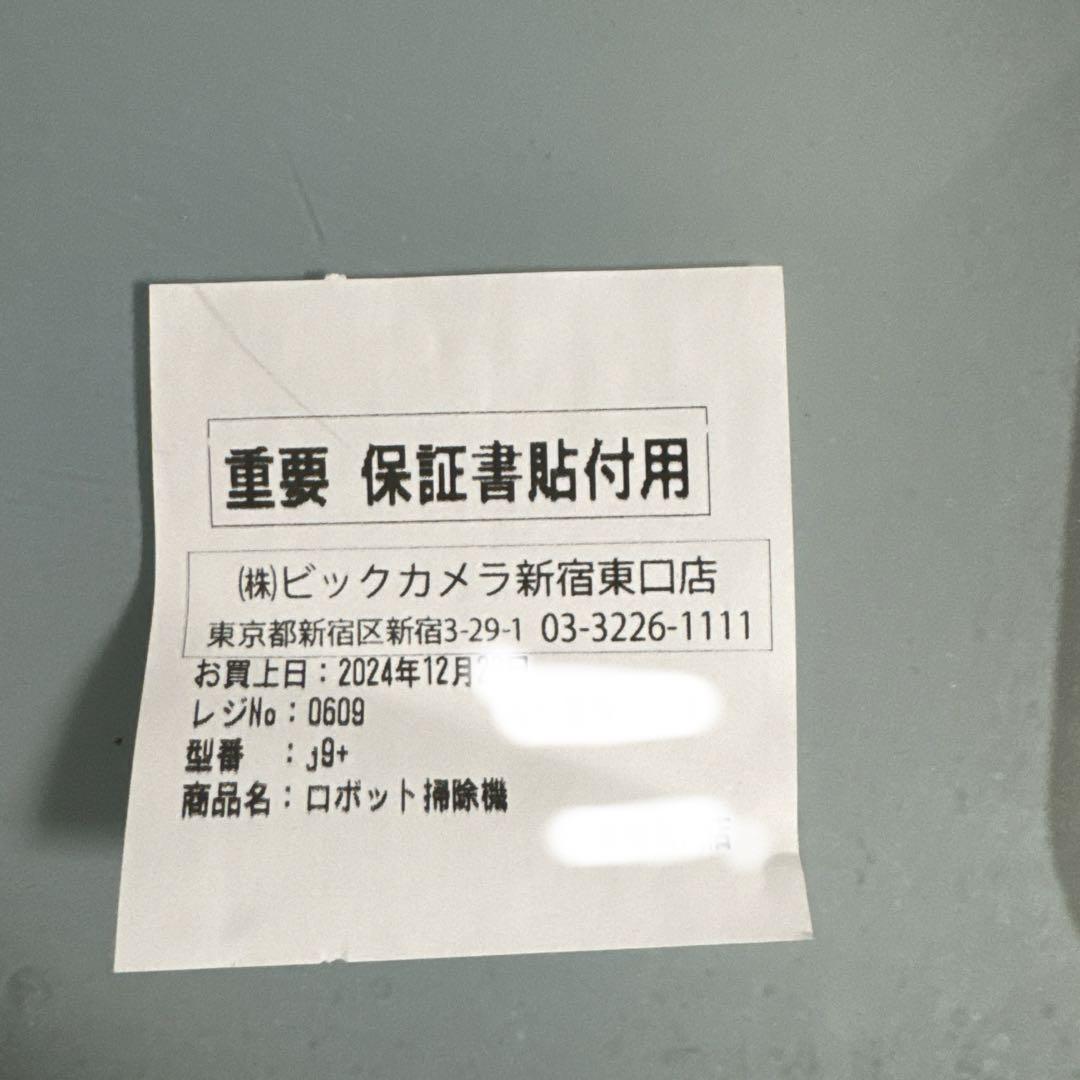 重要 保証書貼付用
㈱ビックカメラ新宿東口店
東京都新宿区新宿3-29-1 03-3226-1111
お買上日：2024年12月
レジNo：0609
型番　：j9+
商品名：ロボット掃除機